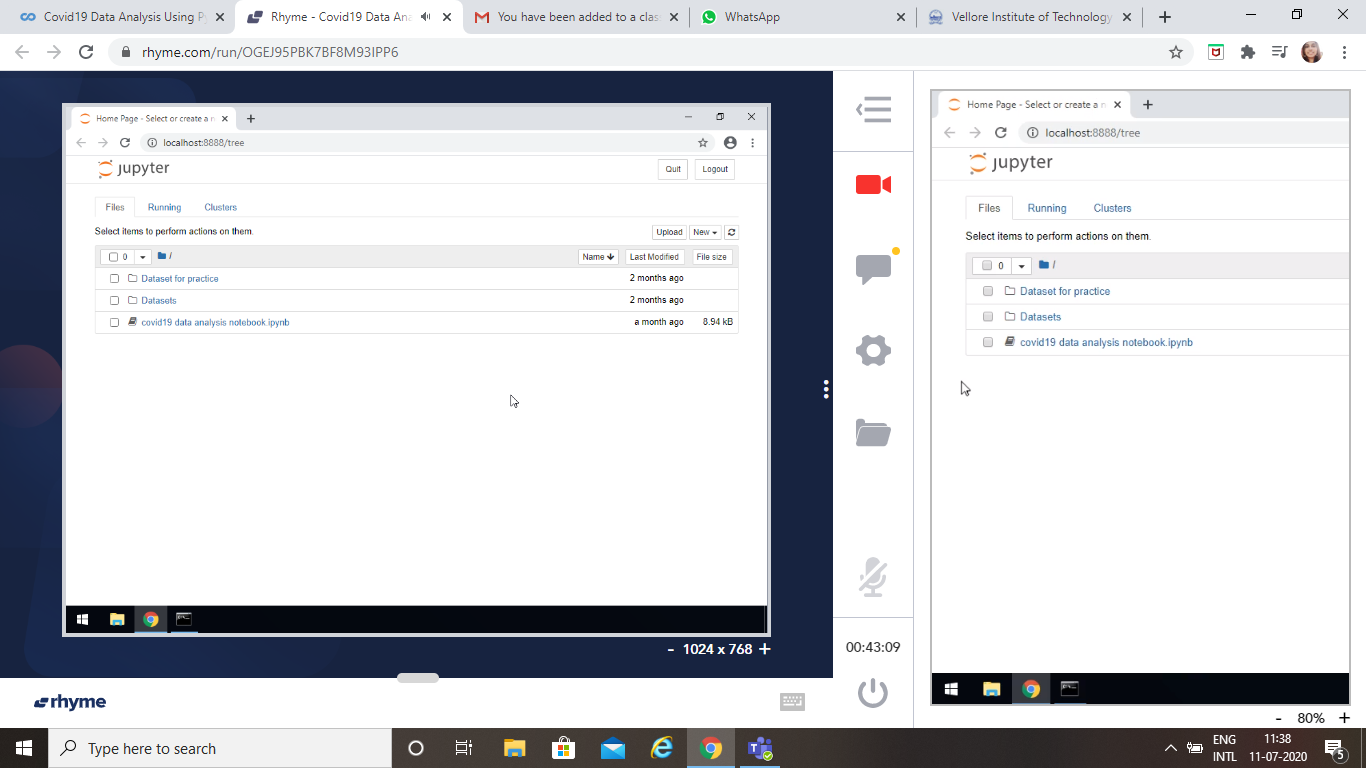 Covid19 Data Analysis Using Py
Rhyme - Covid19 Data Ana
You have been added to a clas
WhatsApp
Vellore Institute of Technology
rhyme.com/run/OGEJ95PBK7BF8M93IPP6
Home Page - Select or create a n
localhost:8888/tree
jupyter
Quit
Logout
Files
Running
Clusters
Select items to perform actions on them.
Upload
New
0
/
Name
Last Modified
File size
Dataset for practice
2 months ago
Datasets
2 months ago
covid19 data analysis notebook.ipynb
a month ago
8.94 kB
- 1024 x 768 +
rhyme
00:43:09
Home Page - Select or create a n
localhost:8888/tree
jupyter
Files
Running
Clusters
Select items to perform actions on them.
0
/
Dataset for practice
Datasets
covid19 data analysis notebook.ipynb
- 80% +
Type here to search
ENG
INTL
11:38
11-07-2020
5